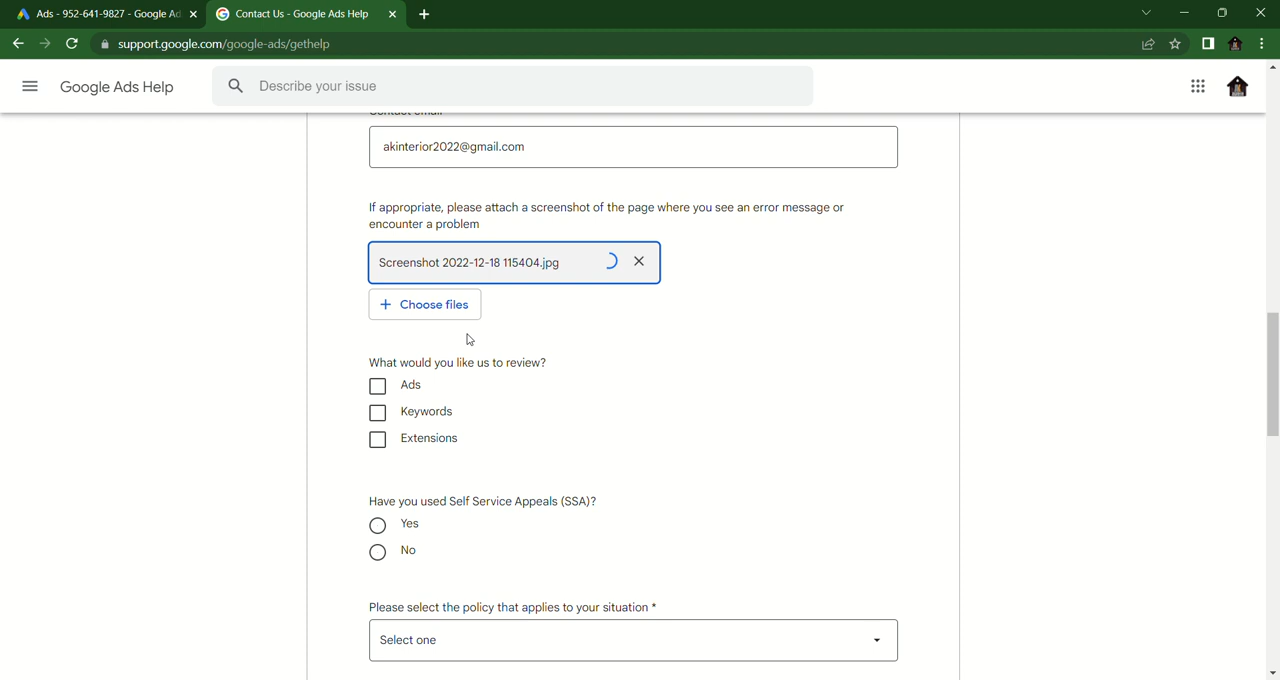 Ads - 952-641-9827 - Google Ad
Contact Us - Google Ads Help
support.google.com/google-ads/gethelp
Google Ads Help
Describe your issue
Contact email
akinterior2022@gmail.com
If appropriate, please attach a screenshot of the page where you see an error message or
encounter a problem
Screenshot 2022-12-18 115404.jpg
+ Choose files
What would you like us to review?
Ads
Keywords
Extensions
Have you used Self Service Appeals (SSA)?
Yes
No
Please select the policy that applies to your situation *
Select one